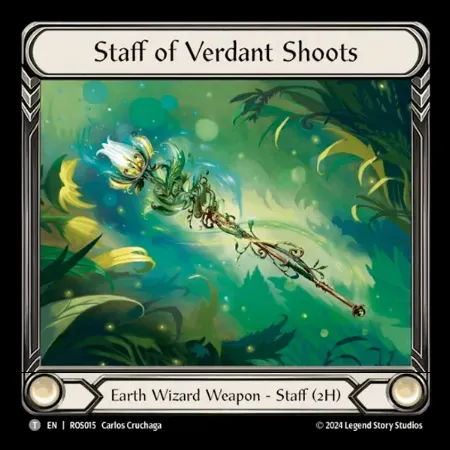 Staff of Verdant Shoots
Earth Wizard Weapon - Staff (2H)
T EN | ROS015 Carlos Cruchaga © 2024 Legend Story Studios